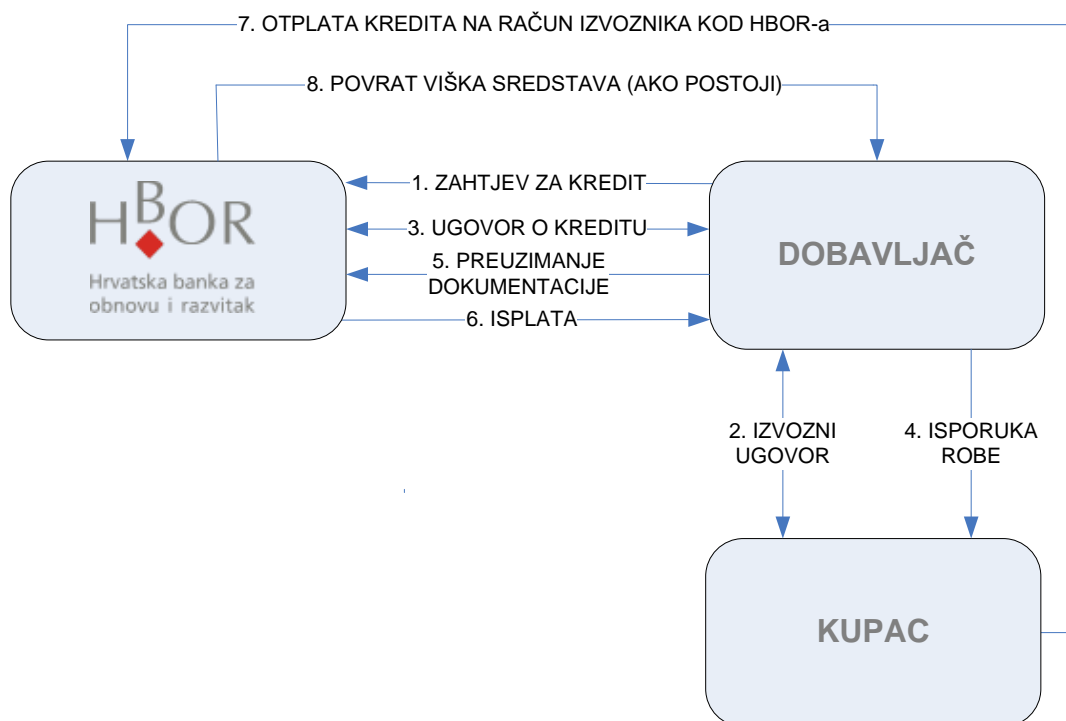 7. OTPLATA KREDITA NA RAČUN IZVOZNIKA KOD HBOR-a
8. POVRAT VIŠKA SREDSTAVA (AKO POSTOJI)
HBOR
Hrvatska banka za
obnovu i razvitak
1. ZAHTJEV ZA KREDIT
3. UGOVOR O KREDITU
5. PREUZIMANJE
DOKUMENTACIJE
6. ISPLATA
DOBAVLJAČ
2. IZVOZNI
UGOVOR
4. ISPORUKA
ROBE
KUPAC